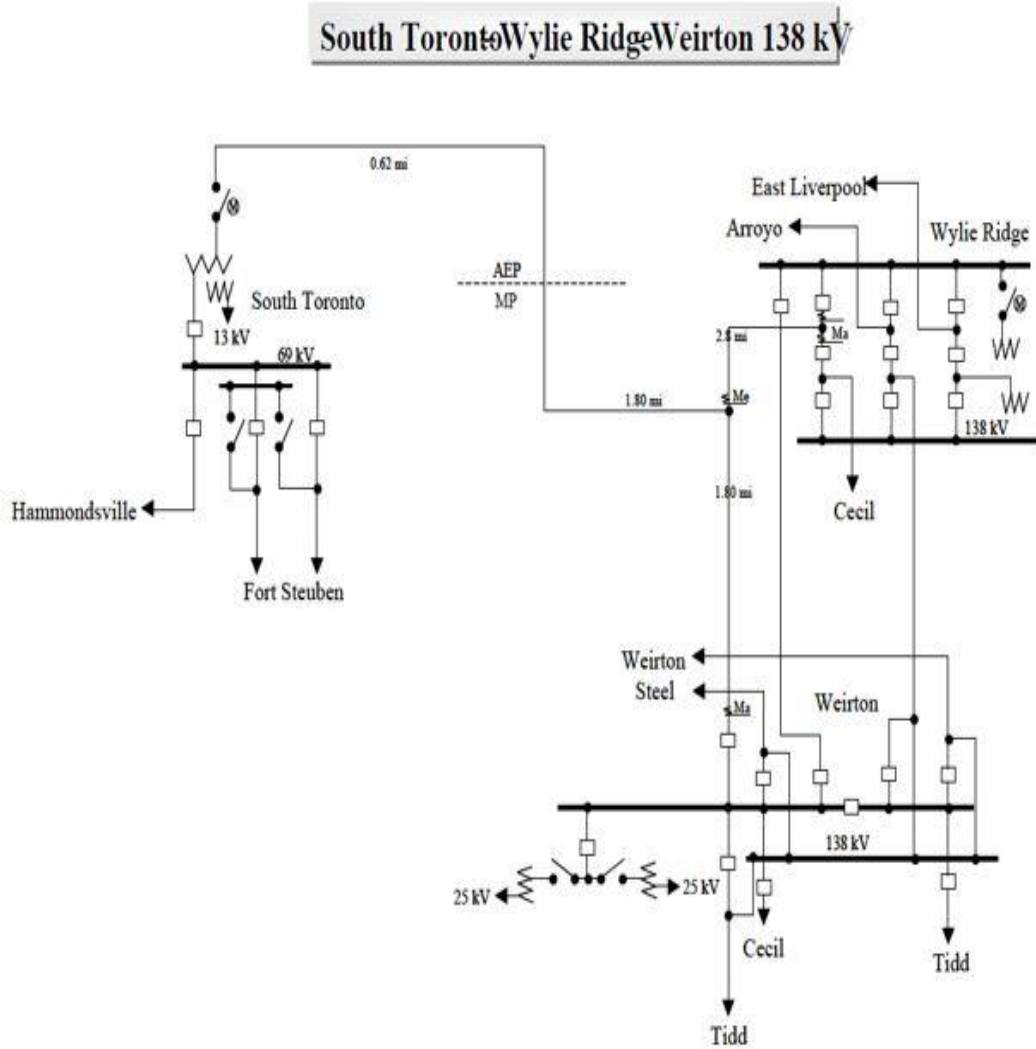 South Toronto-Wylie Ridge-Weirton 138 kV
0.62 mi
East Liverpool
Arroyo
Wylie Ridge
M
AEP
MP
South Toronto
M
13 kV
2.8 mi
Ma
69 kV
1.80 mi
Me
138 kV
1.80 mi
Hammondsville
Cecil
Fort Steuben
Weirton
Steel
Ma
Weirton
138 kV
25 kV
25 kV
Cecil
Tidd
Tidd